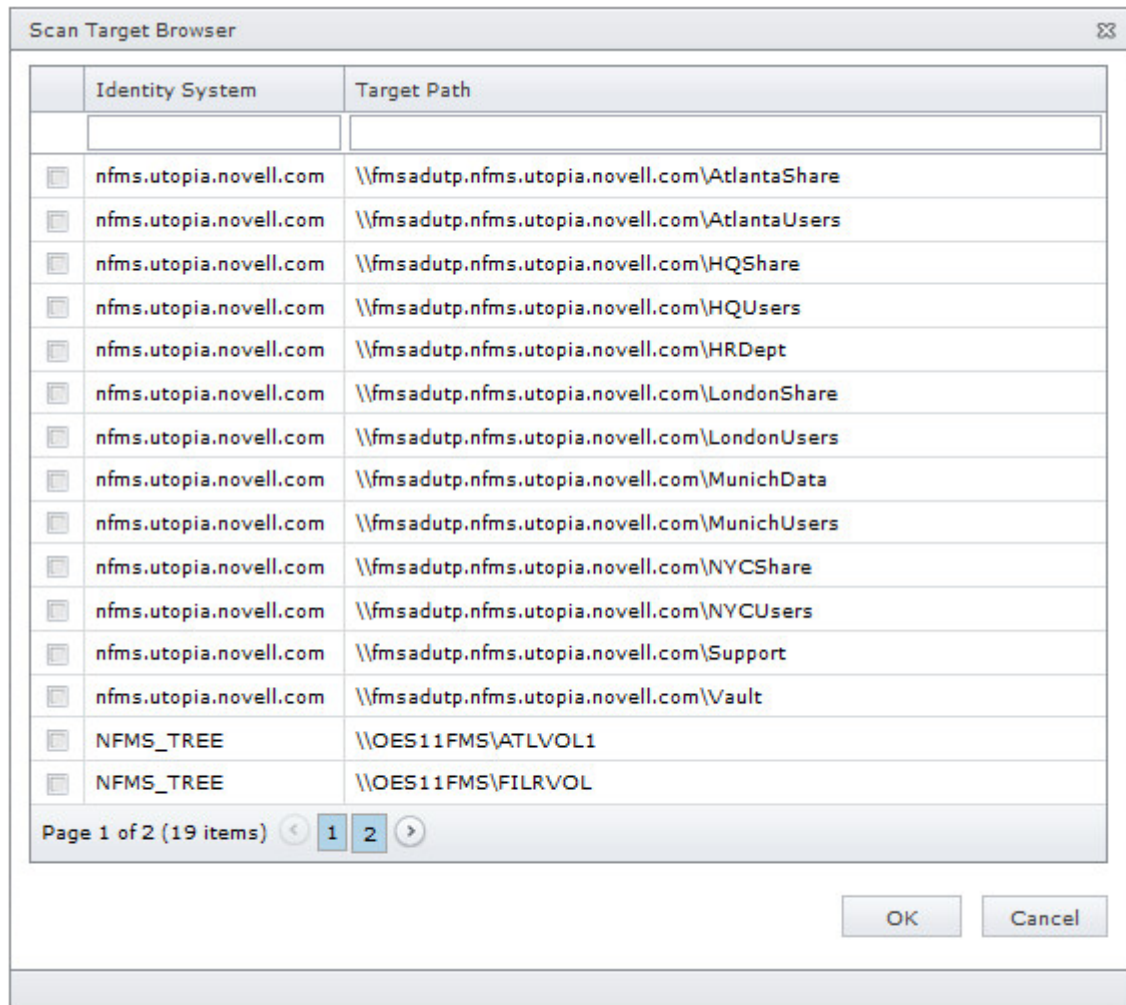 Scan Target Browser
Identity System Target Path
nfms.utopia.novell.com \\fmsadutp.nfms.utopia.novell.com\AtlantaShare
nfms.utopia.novell.com \\fmsadutp.nfms.utopia.novell.com\AtlantaUsers
nfms.utopia.novell.com \\fmsadutp.nfms.utopia.novell.com\HQShare
nfms.utopia.novell.com \\fmsadutp.nfms.utopia.novell.com\HQUsers
nfms.utopia.novell.com \\fmsadutp.nfms.utopia.novell.com\HRDept
nfms.utopia.novell.com \\fmsadutp.nfms.utopia.novell.com\LondonShare
nfms.utopia.novell.com \\fmsadutp.nfms.utopia.novell.com\LondonUsers
nfms.utopia.novell.com \\fmsadutp.nfms.utopia.novell.com\MunichData
nfms.utopia.novell.com \\fmsadutp.nfms.utopia.novell.com\MunichUsers
nfms.utopia.novell.com \\fmsadutp.nfms.utopia.novell.com\NYCShare
nfms.utopia.novell.com \\fmsadutp.nfms.utopia.novell.com\NYCUsers
nfms.utopia.novell.com \\fmsadutp.nfms.utopia.novell.com\Support
nfms.utopia.novell.com \\fmsadutp.nfms.utopia.novell.com\Vault
NFMS_TREE \\OES11FMS\ATLVOL1
NFMS_TREE \\OES11FMS\FILRVOL
Page 1 of 2 (19 items) 1 2
OK Cancel